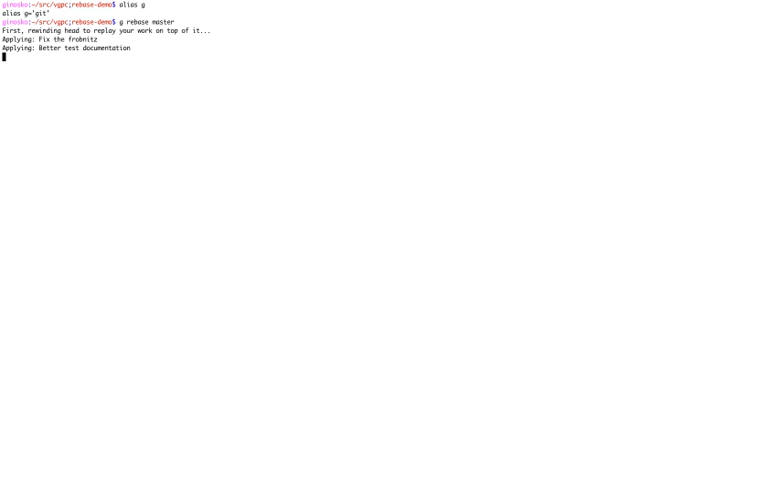 ginosko:~/src/vgpc;rebase-demo$ alias g
alias g='git'
ginosko:~/src/vgpc;rebase-demo$ g rebase master
First, rewinding head to replay your work on top of it...
Applying: Fix the frobnitz
Applying: Better test documentation